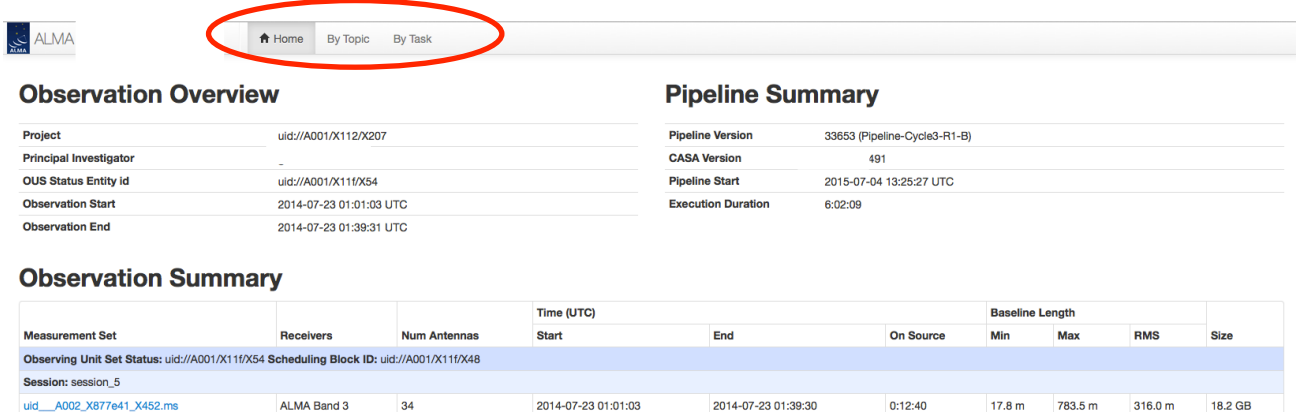 ALMA Home By Topic By Task
Observation Overview
Project uid://A001/X112/X207
Principal Investigator
OUS Status Entity id uid://A001/X11f/X54
Observation Start 2014-07-23 01:01:03 UTC
Observation End 2014-07-23 01:39:31 UTC
Pipeline Summary
Pipeline Version 33653 (Pipeline-Cycle3-R1-B)
CASA Version 491
Pipeline Start 2015-07-04 13:25:27 UTC
Execution Duration 6:02:09
Observation Summary
Time (UTC) Baseline Length
Measurement Set Receivers Num Antennas Start End On Source Min Max RMS Size
Observing Unit Set Status: uid://A001/X11f/X54 Scheduling Block ID: uid://A001/X11f/X48
Session: session_5
uid___A002_X877e41_X452.ms ALMA Band 3 34 2014-07-23 01:01:03 2014-07-23 01:39:30 0:12:40 17.8 m 783.5 m 316.0 m 18.2 GB